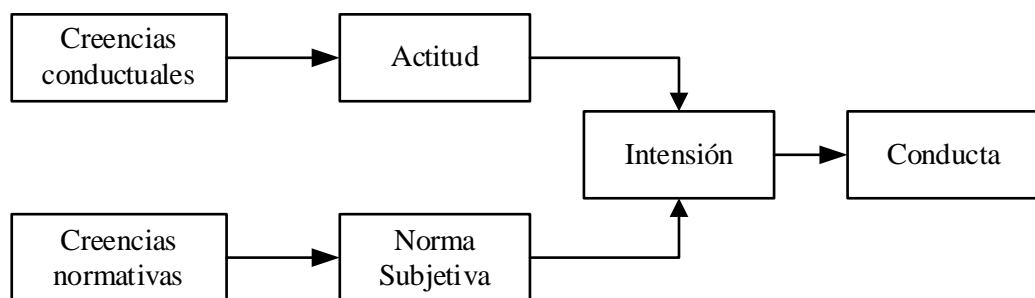 Creencias
conductuales
Actitud
Intensión
Conducta
Creencias
normativas
Norma
Subjetiva